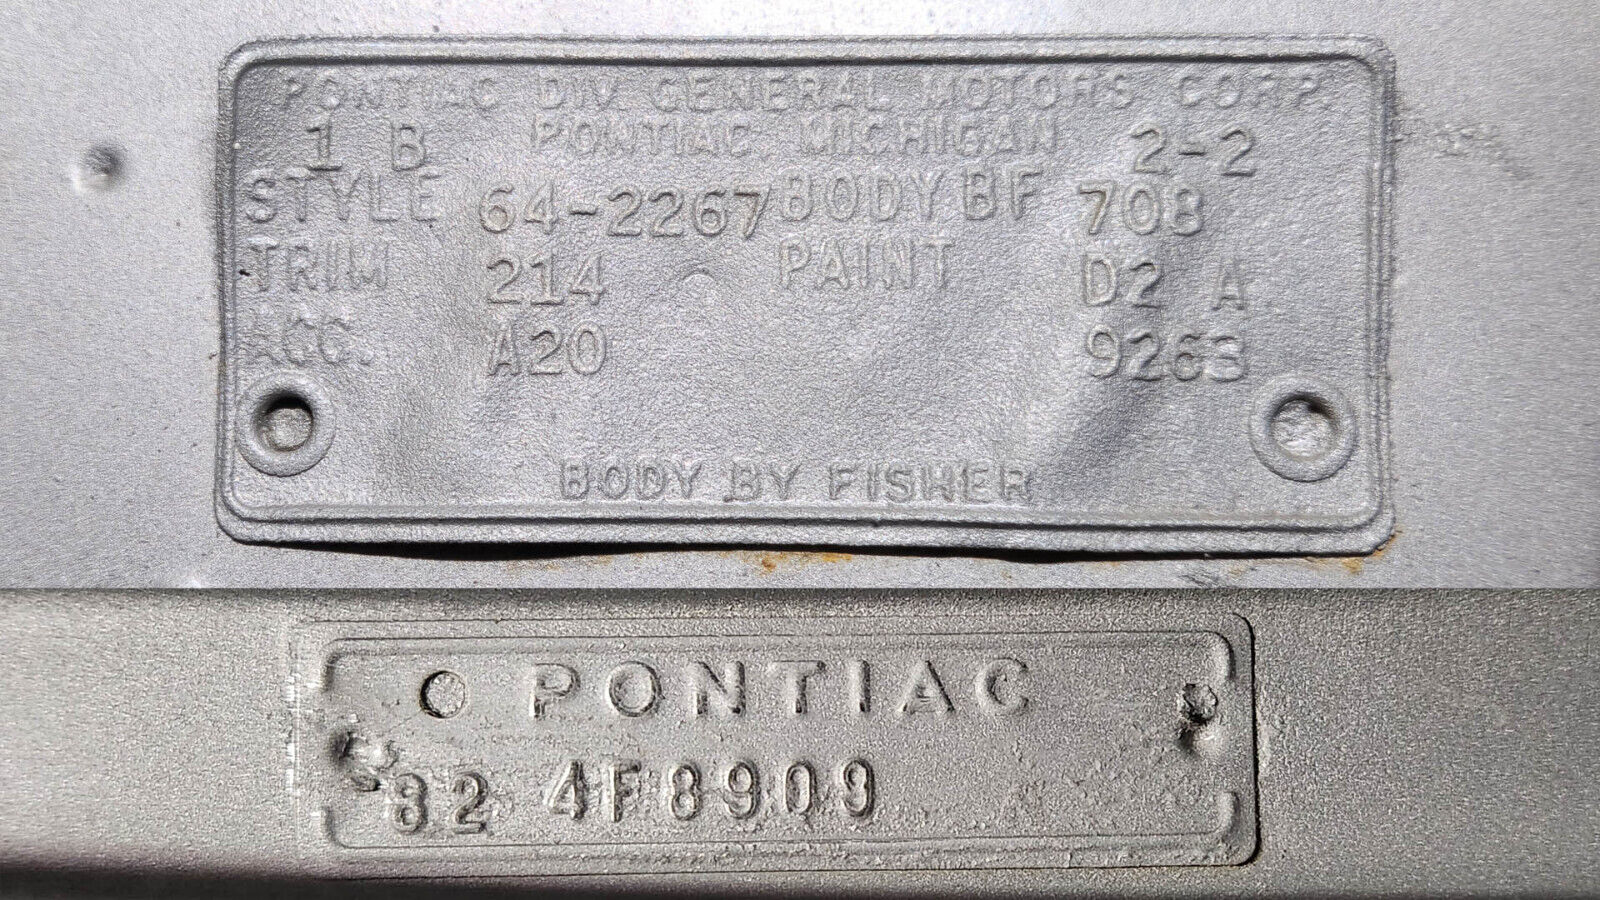 PONTIAC DIV. GENERAL MOTORS CORP.
1 B PONTIAC, MICHIGAN 2-2
STYLE 64-2267 BODY BF 708
TRIM 214 PAINT D2 A
ACC. A20 9263
BODY BY FISHER
PONTIAC
882 4F8909